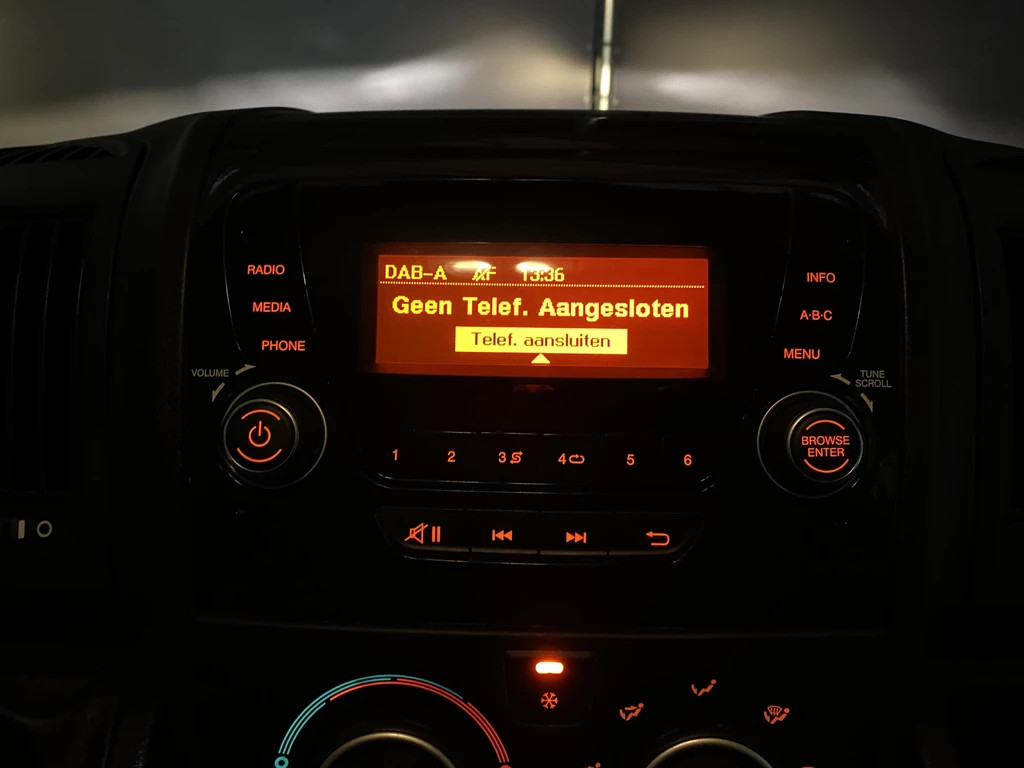 DAB-A AF 13:36
Geen Telef. Aangesloten
Telef. aansluiten
RADIO
MEDIA
PHONE
VOLUME
INFO
A·B·C
MENU
TUNE
SCROLL
BROWSE
ENTER
1 2 3 4 5 6